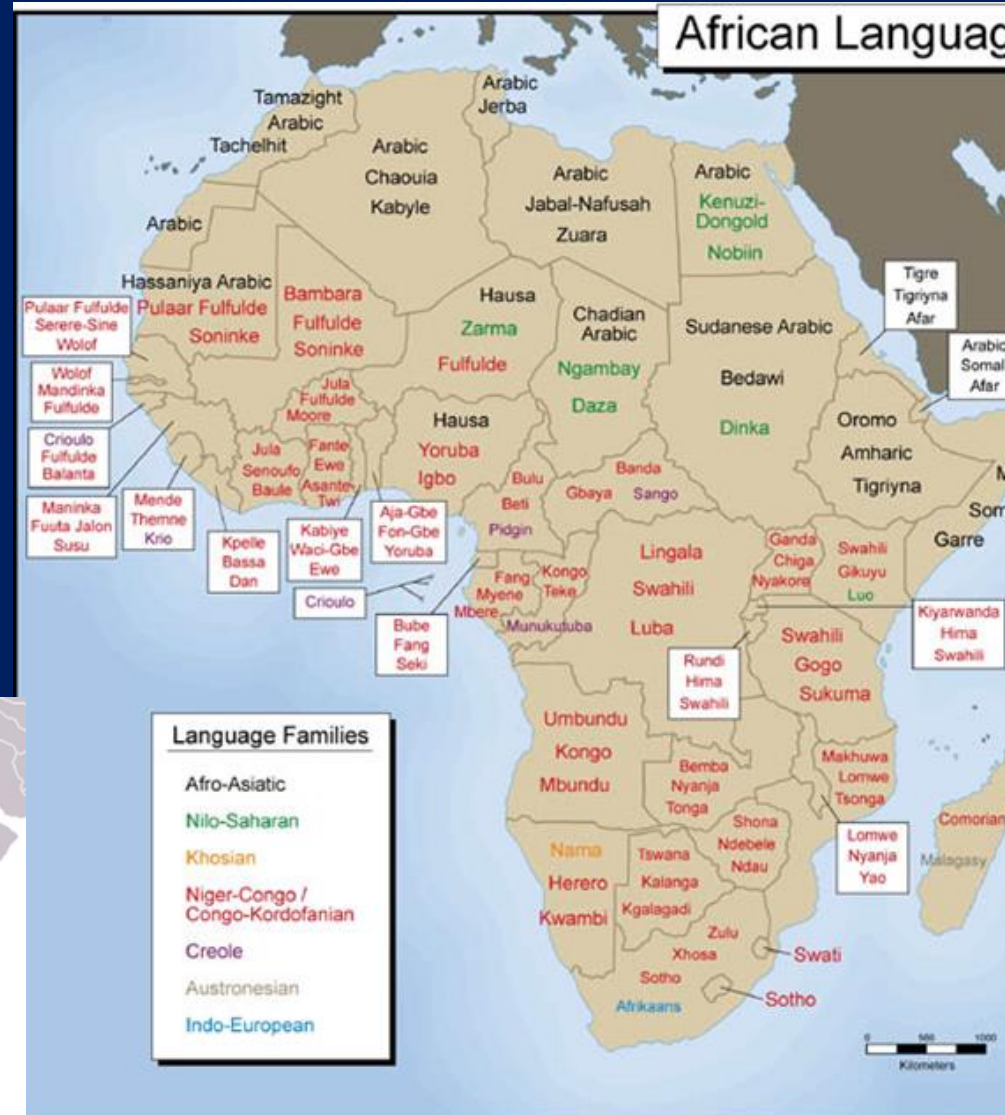 African Languag
Tamazight
Arabic
Tachelhit
Arabic
Jerba
Arabic
Chaouia
Kabyle
Arabic
Jabal-Nafusah
Zuara
Arabic
Kenuzi-
Dongold
Nobiin
Arabic
Hassaniya Arabic
Pulaar Fulfulde
Soninke
Bambara
Fulfulde
Soninke
Hausa
Zarma
Fulfulde
Chadian
Arabic
Ngambay
Daza
Sudanese Arabic
Bedawi
Dinka
Tigre
Tigriyna
Afar
Arabic
Somal
Afar
Oromo
Amharic
Tigriyna
M
Som
Garre
Pulaar Fulfulde
Serere-Sine
Wolof
Wolof
Mandinka
Fulfulde
Crioulo
Fulfulde
Balanta
Maninka
Fuuta Jalon
Susu
Mende
Themne
Krio
Kpelle
Bassa
Dan
Jula
Fulfulde
Moore
Jula
Senoufo
Baule
Fante
Ewe
Asante
Twi
Kabiye
Waci-Gbe
Ewe
Aja-Gbe
Fon-Gbe
Yoruba
Hausa
Yoruba
Igbo
Bulu
Beti
Pidgin
Banda
Gbaya Sango
Crioulo
Bube
Fang
Seki
Fang
Myene
Mbere
Kongo
Teke
Munukutuba
Lingala
Swahili
Luba
Ganda
Chiga
Nyakore
Swahili
Gikuyu
Luo
Kiyarwanda
Hima
Swahili
Rundi
Hima
Swahili
Swahili
Gogo
Sukuma
Umbundu
Kongo
Mbundu
Bemba
Nyanja
Tonga
Makhuwa
Lomwe
Tsonga
Lomwe
Nyanja
Yao
Comorian
Malagasy
Shona
Ndebele
Ndau
Nama
Herero
Kwambi
Tswana
Kalanga
Kgalagadi
Zulu
Xhosa
Sotho
Afrikaans
Swati
Sotho
Language Families
Afro-Asiatic
Nilo-Saharan
Khosian
Niger-Congo /
Congo-Kordofanian
Creole
Austronesian
Indo-European
0 500 1000
Kilometers